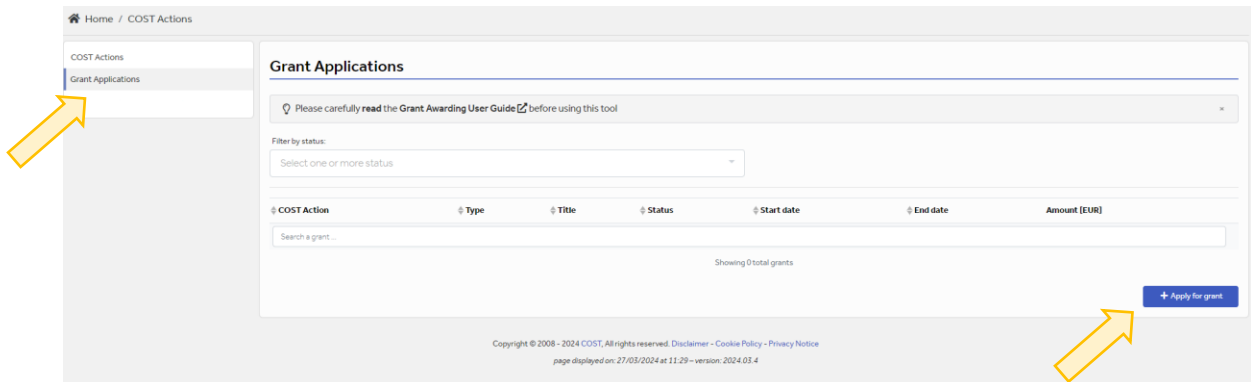 Home / COST Actions
COST Actions
Grant Applications
Grant Applications
Please carefully read the Grant Awarding User Guide before using this tool
×
Filter by status:
Select one or more status
COST Action Type Title Status Start date End date Amount [EUR]
Search a grant ...
Showing 0 total grants
+ Apply for grant
Copyright © 2008 - 2024 COST, All rights reserved. Disclaimer - Cookie Policy - Privacy Notice
page displayed on: 27/03/2024 at 11:29 – version: 2024.03.4